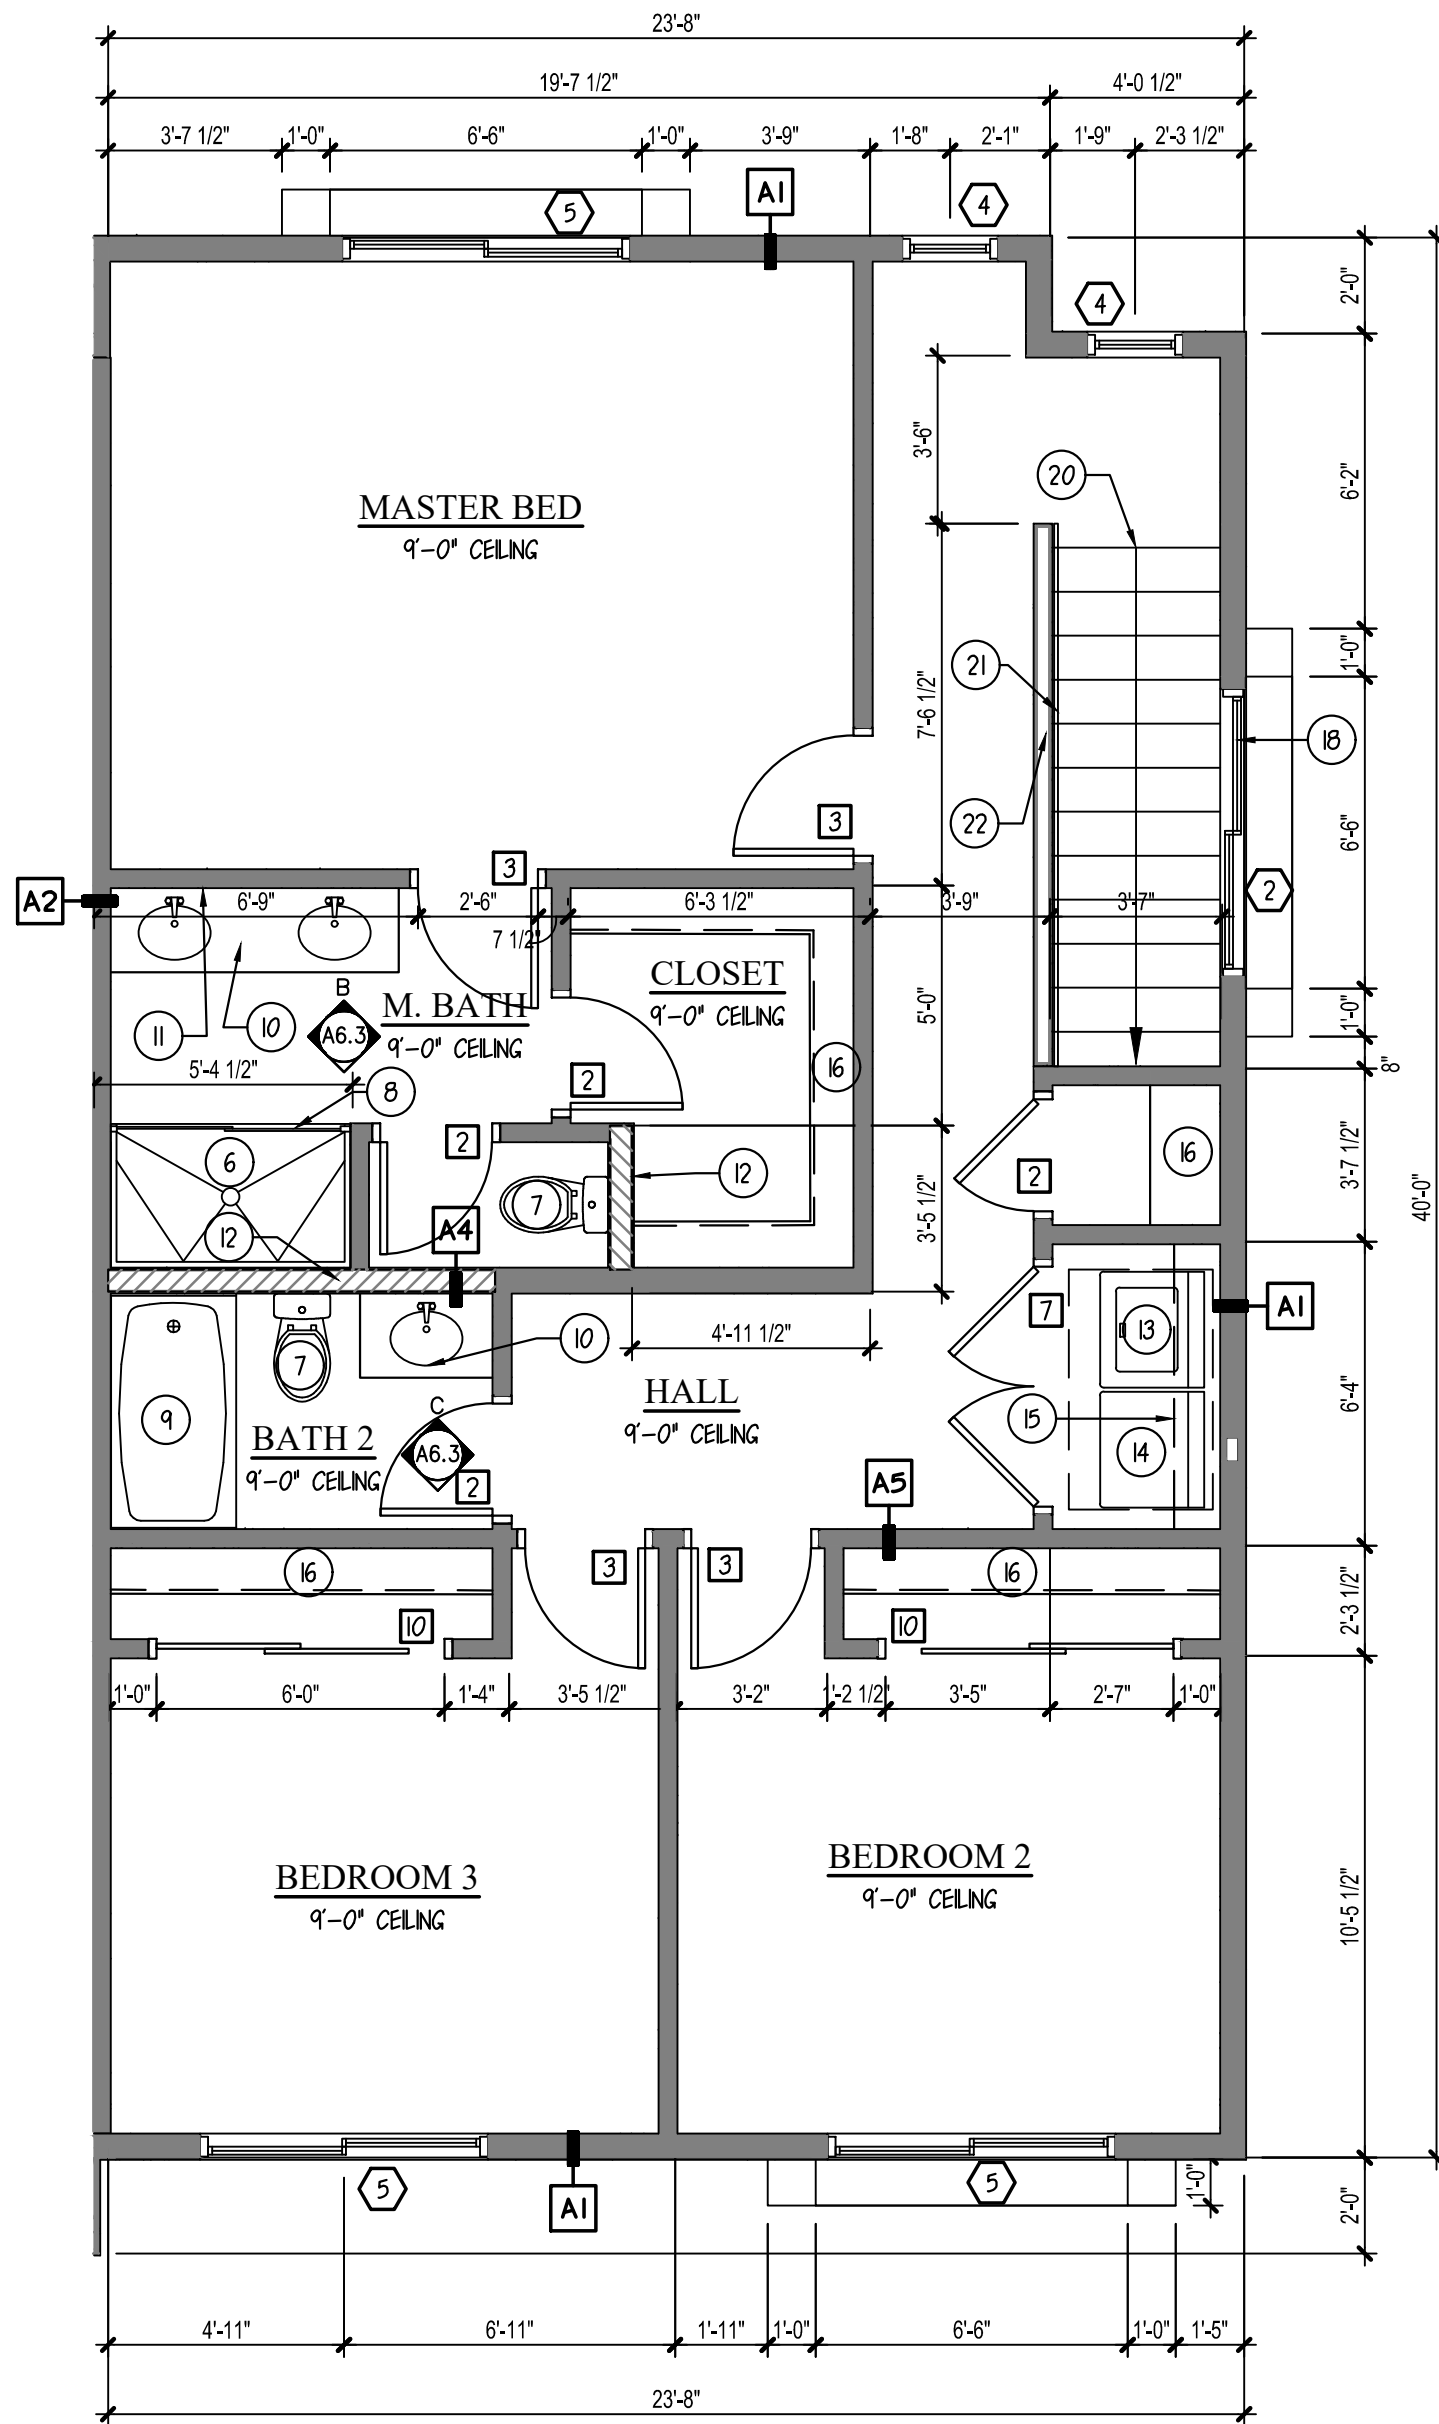 23'-8"
19'-7 1/2" 4'-0 1/2"
3'-7 1/2" 1'-0" 6'-6" 1'-0" 3'-9" 1'-8" 2'-1" 1'-9" 2'-3 1/2"
A1
5 4
4
2'-0"
3'-6"
20
6'-2"
MASTER BED
9'-0" CEILING
21
1'-0"
7'-6 1/2"
18
3
22
6'-6"
3
A2
6'-9" 2'-6" 6'-3 1/2" 3'-9" 3'-7" 2
7 1/2"
CLOSET
9'-0" CEILING
B
M. BATH
9'-0" CEILING
11 10 A6.3
5'-0"
1'-0"
5'-4 1/2"
8
2
16
8"
6
2
7
12
2
16
3'-7 1/2"
40'-0"
12
A4
3'-5 1/2"
7
13
A1
10
4'-11 1/2"
7
9
HALL
9'-0" CEILING
C
A6.3
BATH 2
9'-0" CEILING
2
15
14
6'-4"
A5
16
3
3
16
10
10
2'-3 1/2"
1'-0" 6'-0" 1'-4" 3'-5 1/2" 3'-2" 1'-2 1/2" 3'-5" 2'-7" 1'-0"
BEDROOM 3
9'-0" CEILING
BEDROOM 2
9'-0" CEILING
10'-5 1/2"
5
A1
5
1'-0"
2'-0"
4'-11" 6'-11" 1'-11" 1'-0" 6'-6" 1'-0" 1'-5"
23'-8"